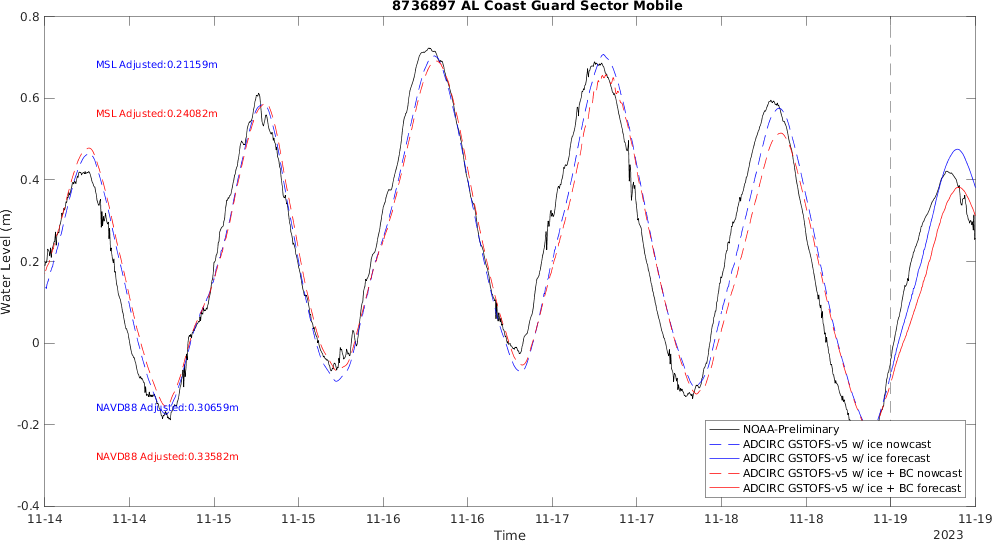 8736897 AL Coast Guard Sector Mobile
0.8
MSL Adjusted:0.21159m
0.6
MSL Adjusted:0.24082m
0.4
Water Level (m)
0.2
0
NAVD88 Adjusted:0.30659m
-0.2
NOAA-Preliminary
ADCIRC GSTOFS-v5 w/ ice nowcast
ADCIRC GSTOFS-v5 w/ ice forecast
NAVD88 Adjusted:0.33582m
ADCIRC GSTOFS-v5 w/ ice + BC nowcast
ADCIRC GSTOFS-v5 w/ ice + BC forecast
-0.4
11-14 11-14 11-15 11-15 11-16 11-16 11-17 11-17 11-18 11-18 11-19 11-19
Time
2023